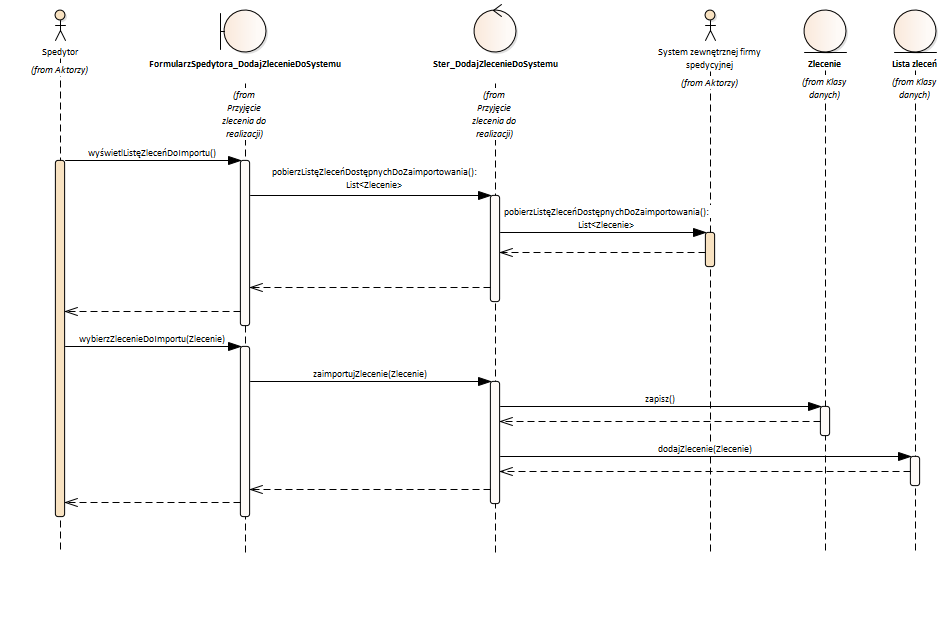 Spedytor
(from Aktorzy)
FormularzSpedytora_DodajZlecenieDoSystemu
(from
Przyjęcie
zlecenia do
realizacji)
Ster_DodajZlecenieDoSystemu
(from
Przyjęcie
zlecenia do
realizacji)
System zewnętrznej firmy
spedycyjnej
(from Aktorzy)
Zlecenie
(from Klasy
danych)
Lista zleceń
(from Klasy
danych)
wyświetlListęZleceńDoImportu()
pobierzListęZleceńDostępnychDoZaimportowania():
List<Zlecenie>
pobierzListęZleceńDostępnychDoZaimportowania():
List<Zlecenie>
wybierzZlecenieDoImportu(Zlecenie)
zaimportujZlecenie(Zlecenie)
zapisz()
dodajZlecenie(Zlecenie)